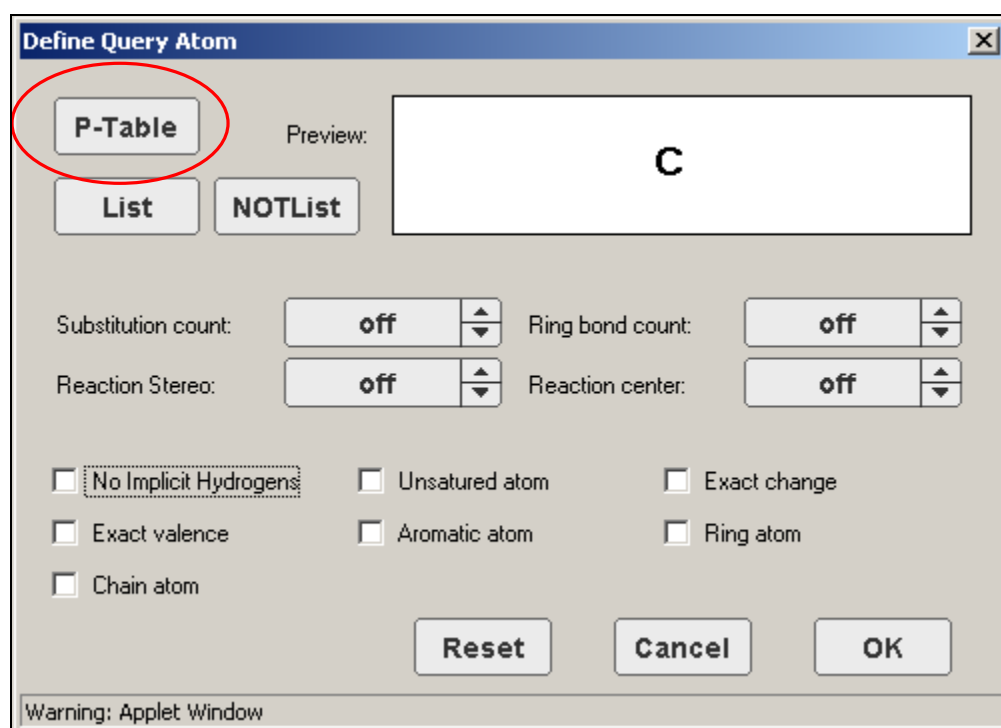 Define Query Atom
P-Table
Preview:
C
List NOTList
Substitution count: off Ring bond count: off
Reaction Stereo: off Reaction center: off
No Implicit Hydrogens Unsatured atom Exact change
Exact valence Aromatic atom Ring atom
Chain atom
Reset Cancel OK
Warning: Applet Window